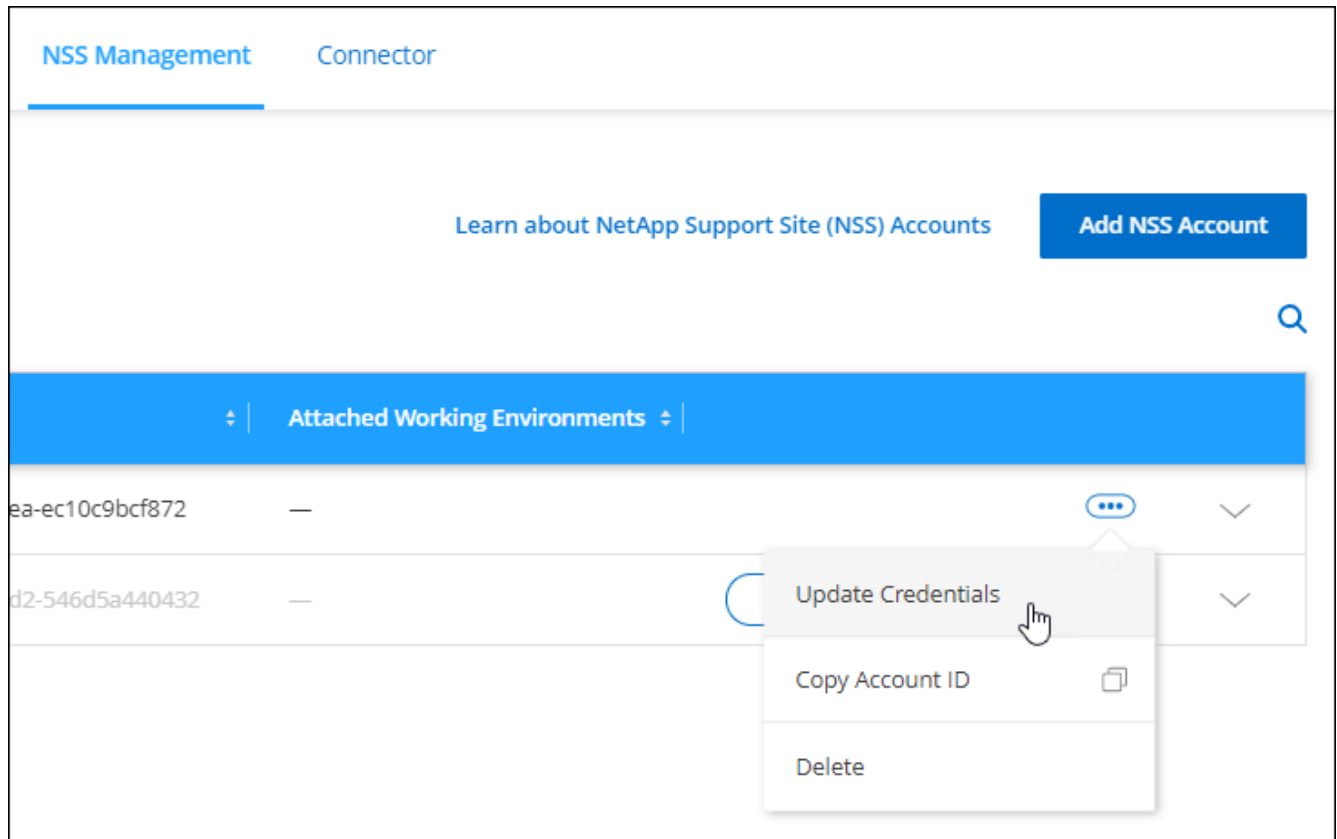 NSS Management Connector
Learn about NetApp Support Site (NSS) Accounts Add NSS Account
Attached Working Environments
ea-ec10c9bcf872 —
d2-546d5a440432 —
Update Credentials
Copy Account ID
Delete